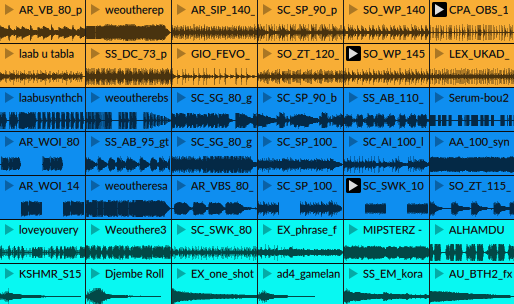 AR_VB_80_p weoutherep AR_SIP_140_ SC_SP_90_p SO_WP_140 CPA_OBS_1
laab u tabla SS_DC_73_p GIO_FEVO_ SO_ZT_120_ SO_WP_145 LEX_UKAD_
laabusynthch weoutherebs SC_SG_80_g SC_SP_90_b SS_AB_110_ Serum-bou2
AR_WOI_80 SS_AB_95_gt SC_SG_80_g SC_SP_100_ SC_AI_100_l AA_100_syn
AR_WOI_14 weoutheresa AR_VBS_80_ SC_SP_100_ SC_SWK_10 SO_ZT_115_
loveyouvery Weouthere3 SC_SWK_80 EX_phrase_f MIPSTERZ - ALHAMDU
KSHMR_S15 Djembe Roll EX_one_shot ad4_gamelan SS_EM_kora AU_BTH2_fx